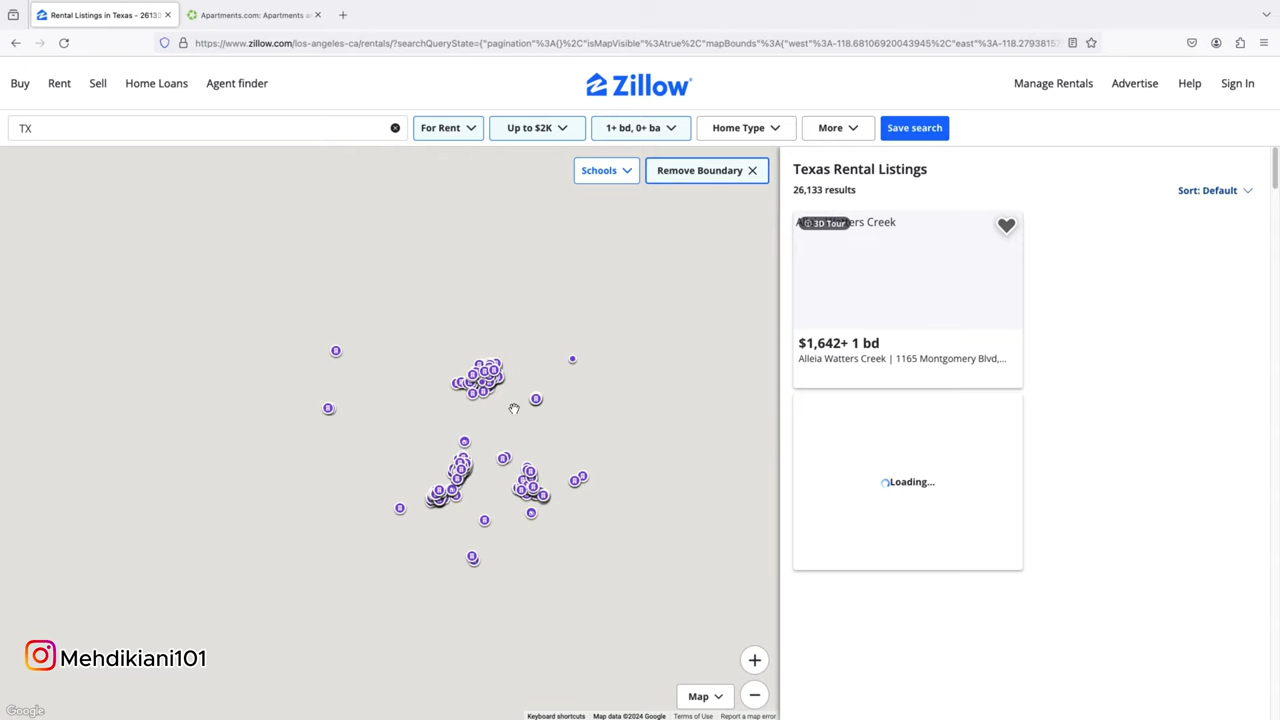 Rental Listings in Texas - 26133
Apartments.com: Apartments a
https://www.zillow.com/los-angeles-ca/rentals/?searchQueryState={"pagination"%3A{}%2C"isMapVisible"%3Atrue%2C"mapBounds"%3A{"west"%3A-118.68106920043945%2C"east"%3A-118.2793815
Buy
Rent
Sell
Home Loans
Agent finder
Zillow
Manage Rentals
Advertise
Help
Sign In
TX
For Rent
Up to $2K
1+ bd, 0+ ba
Home Type
More
Save search
Schools
Remove Boundary
Texas Rental Listings
26,133 results
Sort: Default
3D Tour
ers Creek
$1,642+ 1 bd
Alleia Watters Creek | 1165 Montgomery Blvd,...
Loading...
Mehdikiani101
Map
Google
Keyboard shortcuts
Map data ©2024 Google
Terms of Use
Report a map error